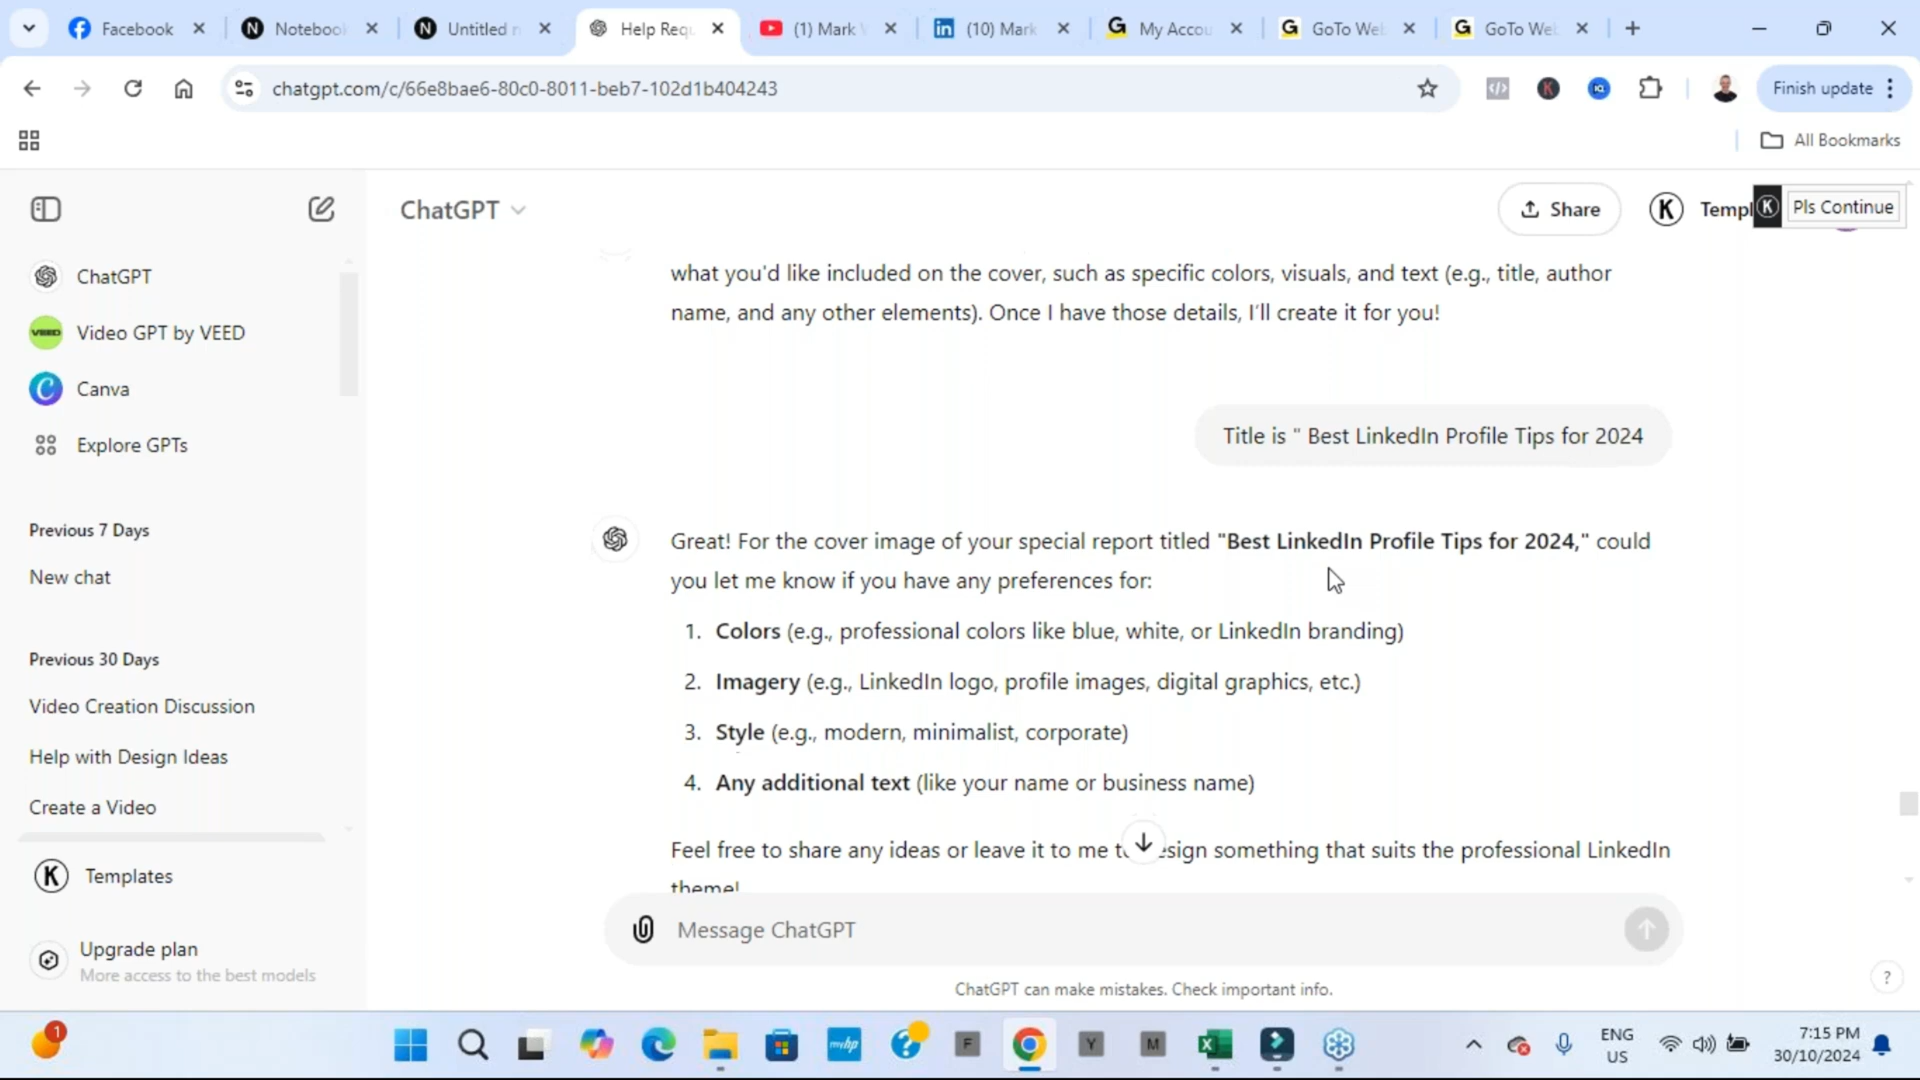 Facebook
Notebook
Untitled n
Help Requ
(1) Mark V
(10) Mark
My Accou
GoTo Web
GoTo Web
chatgpt.com/c/66e8bae6-80c0-8011-beb7-102d1b404243
Finish update
All Bookmarks
ChatGPT
Share
Templ
Pls Continue
ChatGPT
Video GPT by VEED
Canva
Explore GPTs
Previous 7 Days
New chat
Previous 30 Days
Video Creation Discussion
Help with Design Ideas
Create a Video
Templates
Upgrade plan
More access to the best models
what you'd like included on the cover, such as specific colors, visuals, and text (e.g., title, author
name, and any other elements). Once I have those details, I'll create it for you!
Title is " Best LinkedIn Profile Tips for 2024
Great! For the cover image of your special report titled "Best LinkedIn Profile Tips for 2024," could
you let me know if you have any preferences for:
1. Colors (e.g., professional colors like blue, white, or LinkedIn branding)
2. Imagery (e.g., LinkedIn logo, profile images, digital graphics, etc.)
3. Style (e.g., modern, minimalist, corporate)
4. Any additional text (like your name or business name)
Feel free to share any ideas or leave it to me to design something that suits the professional LinkedIn
theme!
Message ChatGPT
ChatGPT can make mistakes. Check important info.
?
1
myhp
F
Y
M
ENG
US
7:15 PM
30/10/2024